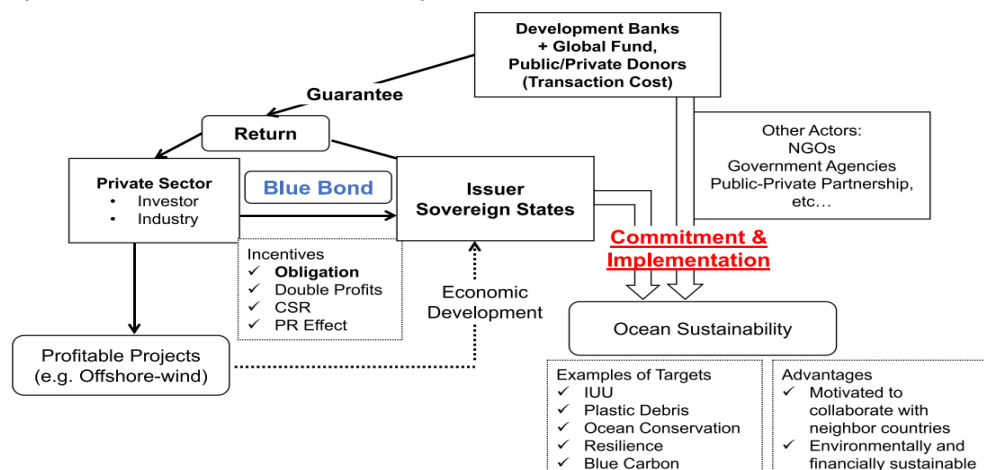 Development Banks
+ Global Fund,
Public/Private Donors
(Transaction Cost)
Guarantee
Return
Other Actors:
NGOs
Government Agencies
Public-Private Partnership,
etc…
Private Sector
• Investor
• Industry
Blue Bond
Issuer
Sovereign States
Commitment &
Implementation
Incentives
✓ Obligation
✓ Double Profits
✓ CSR
✓ PR Effect
Economic
Development
Ocean Sustainability
Profitable Projects
(e.g. Offshore-wind)
Examples of Targets
✓ IUU
✓ Plastic Debris
✓ Ocean Conservation
✓ Resilience
✓ Blue Carbon
Advantages
✓ Motivated to
collaborate with
neighbor countries
✓ Environmentally and
financially sustainable